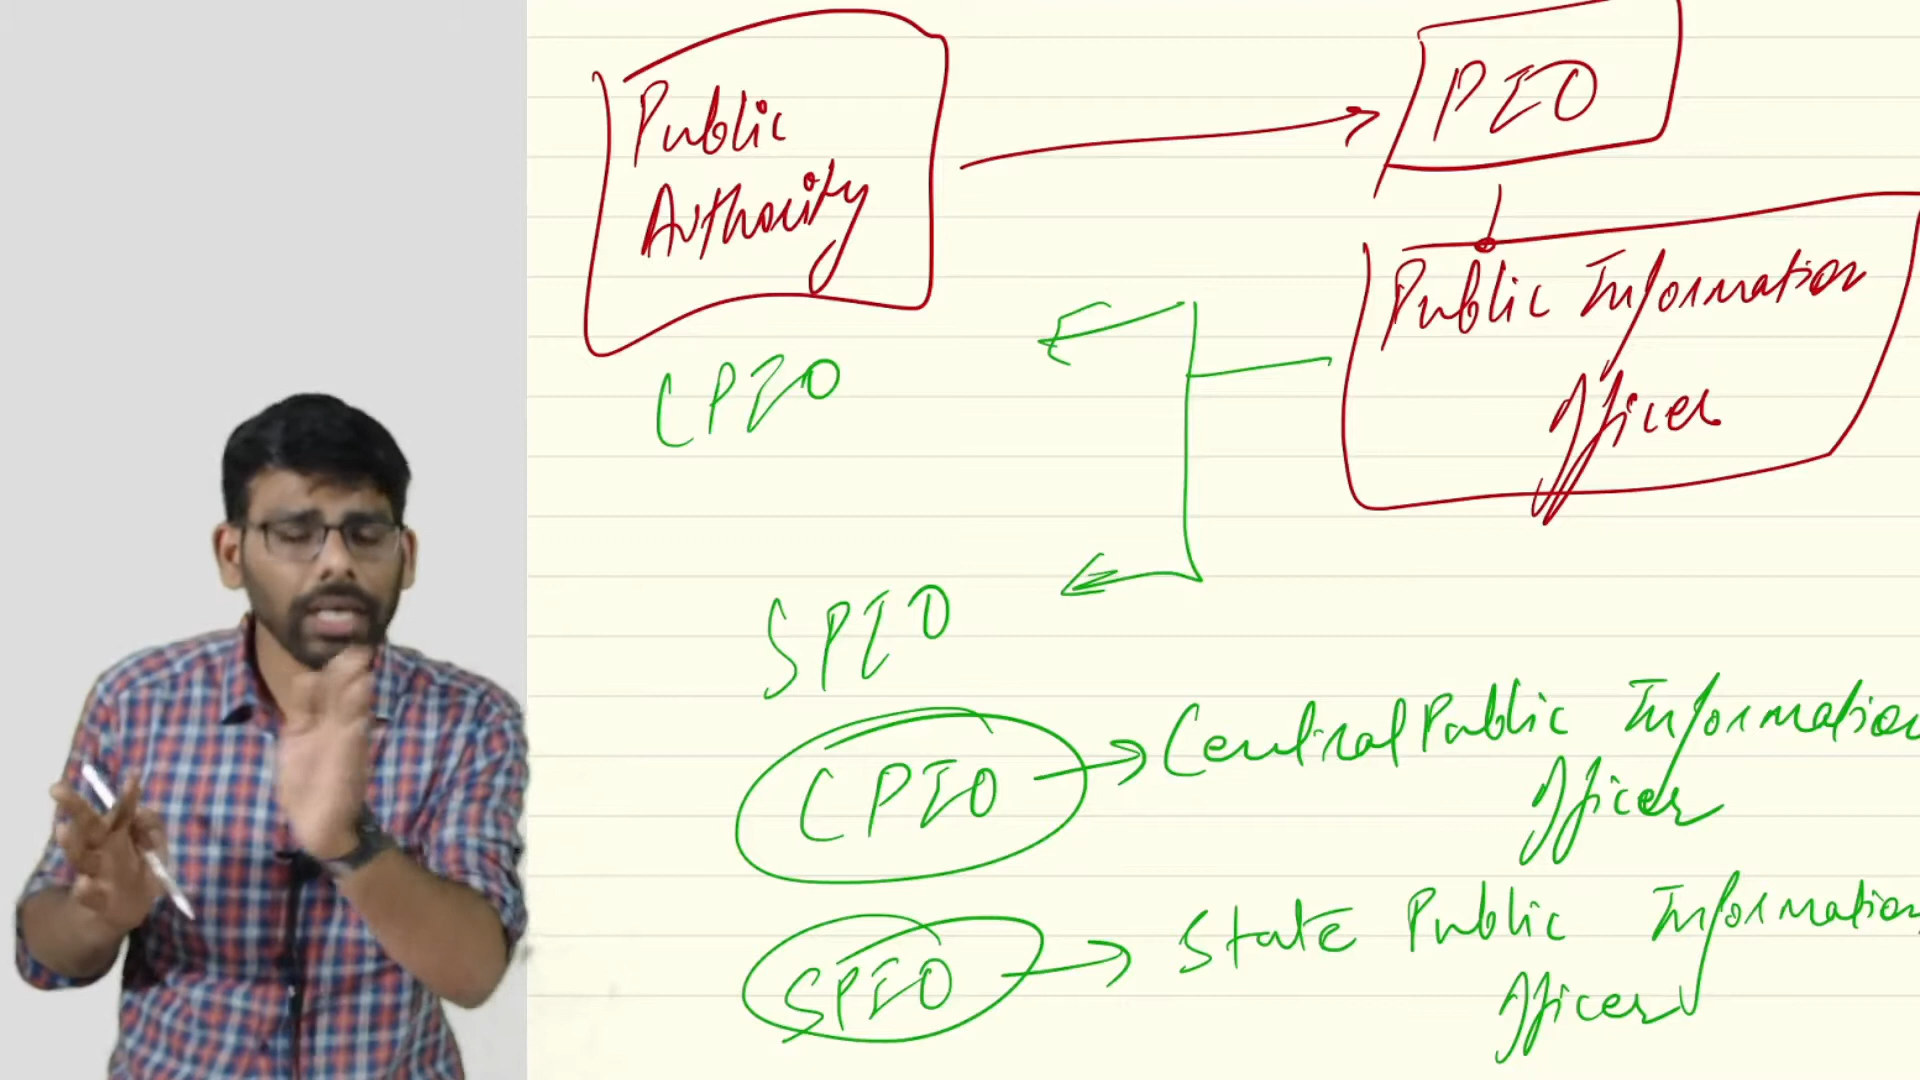 Public
Authority
PIO
Public Information
Officer
CPIO
SPIO
CPIO
Central Public Information
Officer
SPIO
State Public Information
Officer